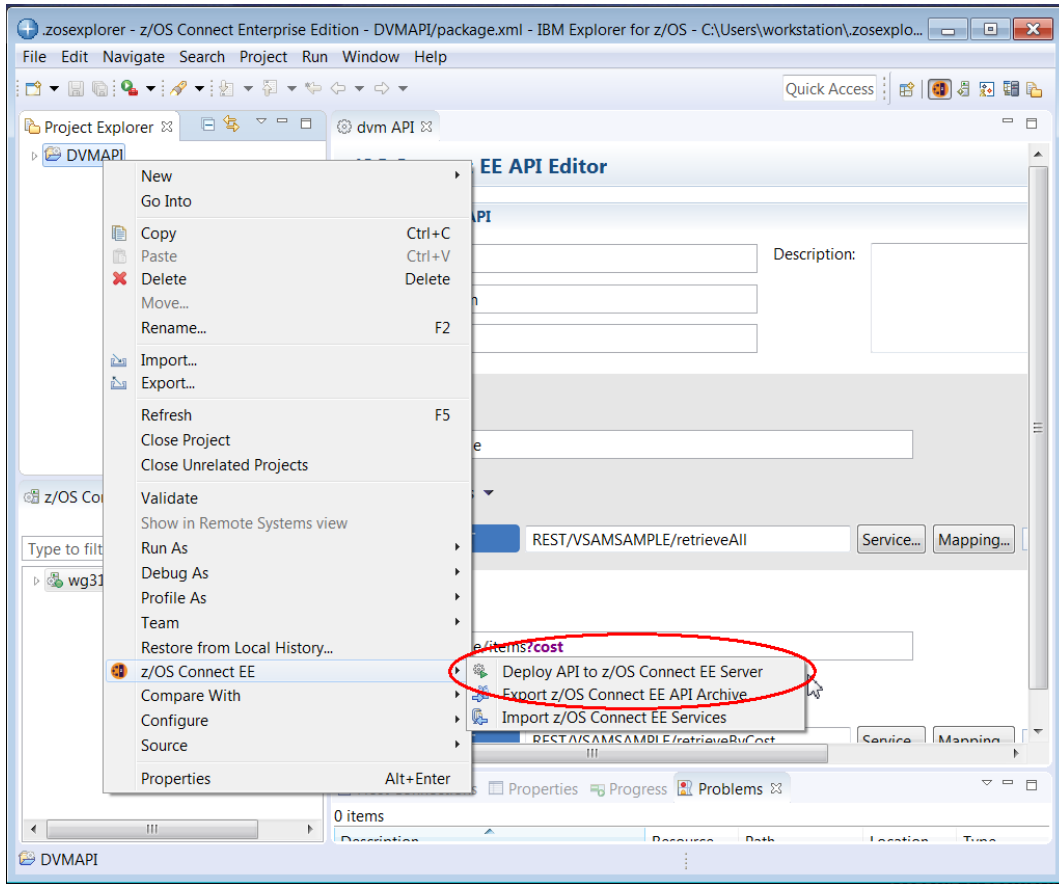 .zosexplorer - z/OS Connect Enterprise Edition - DVMAPI/package.xml - IBM Explorer for z/OS - C:\Users\workstation\.zosexplo...
File Edit Navigate Search Project Run Window Help
Quick Access
Project Explorer
dvm API
DVMAPI
EE API Editor
API
Description:
New
Go Into
Copy Ctrl+C
Paste Ctrl+V
Delete Delete
Move...
Rename... F2
Import...
Export...
Refresh F5
Close Project
Close Unrelated Projects
z/OS Co
Validate
Show in Remote Systems view
REST/VSAMSAMPLE/retrieveAll Service... Mapping...
Type to filt
Run As
Debug As
wg31
Profile As
Team
Restore from Local History...
e/items?cost
z/OS Connect EE
Deploy API to z/OS Connect EE Server
Compare With
Export z/OS Connect EE API Archive
Configure
Import z/OS Connect EE Services
Source
REST/VSAMSAMPLE/retrieveByCost Service Mapping
Properties Alt+Enter
Properties Progress Problems
0 items
Description Resource Path Location Type
DVMAPI